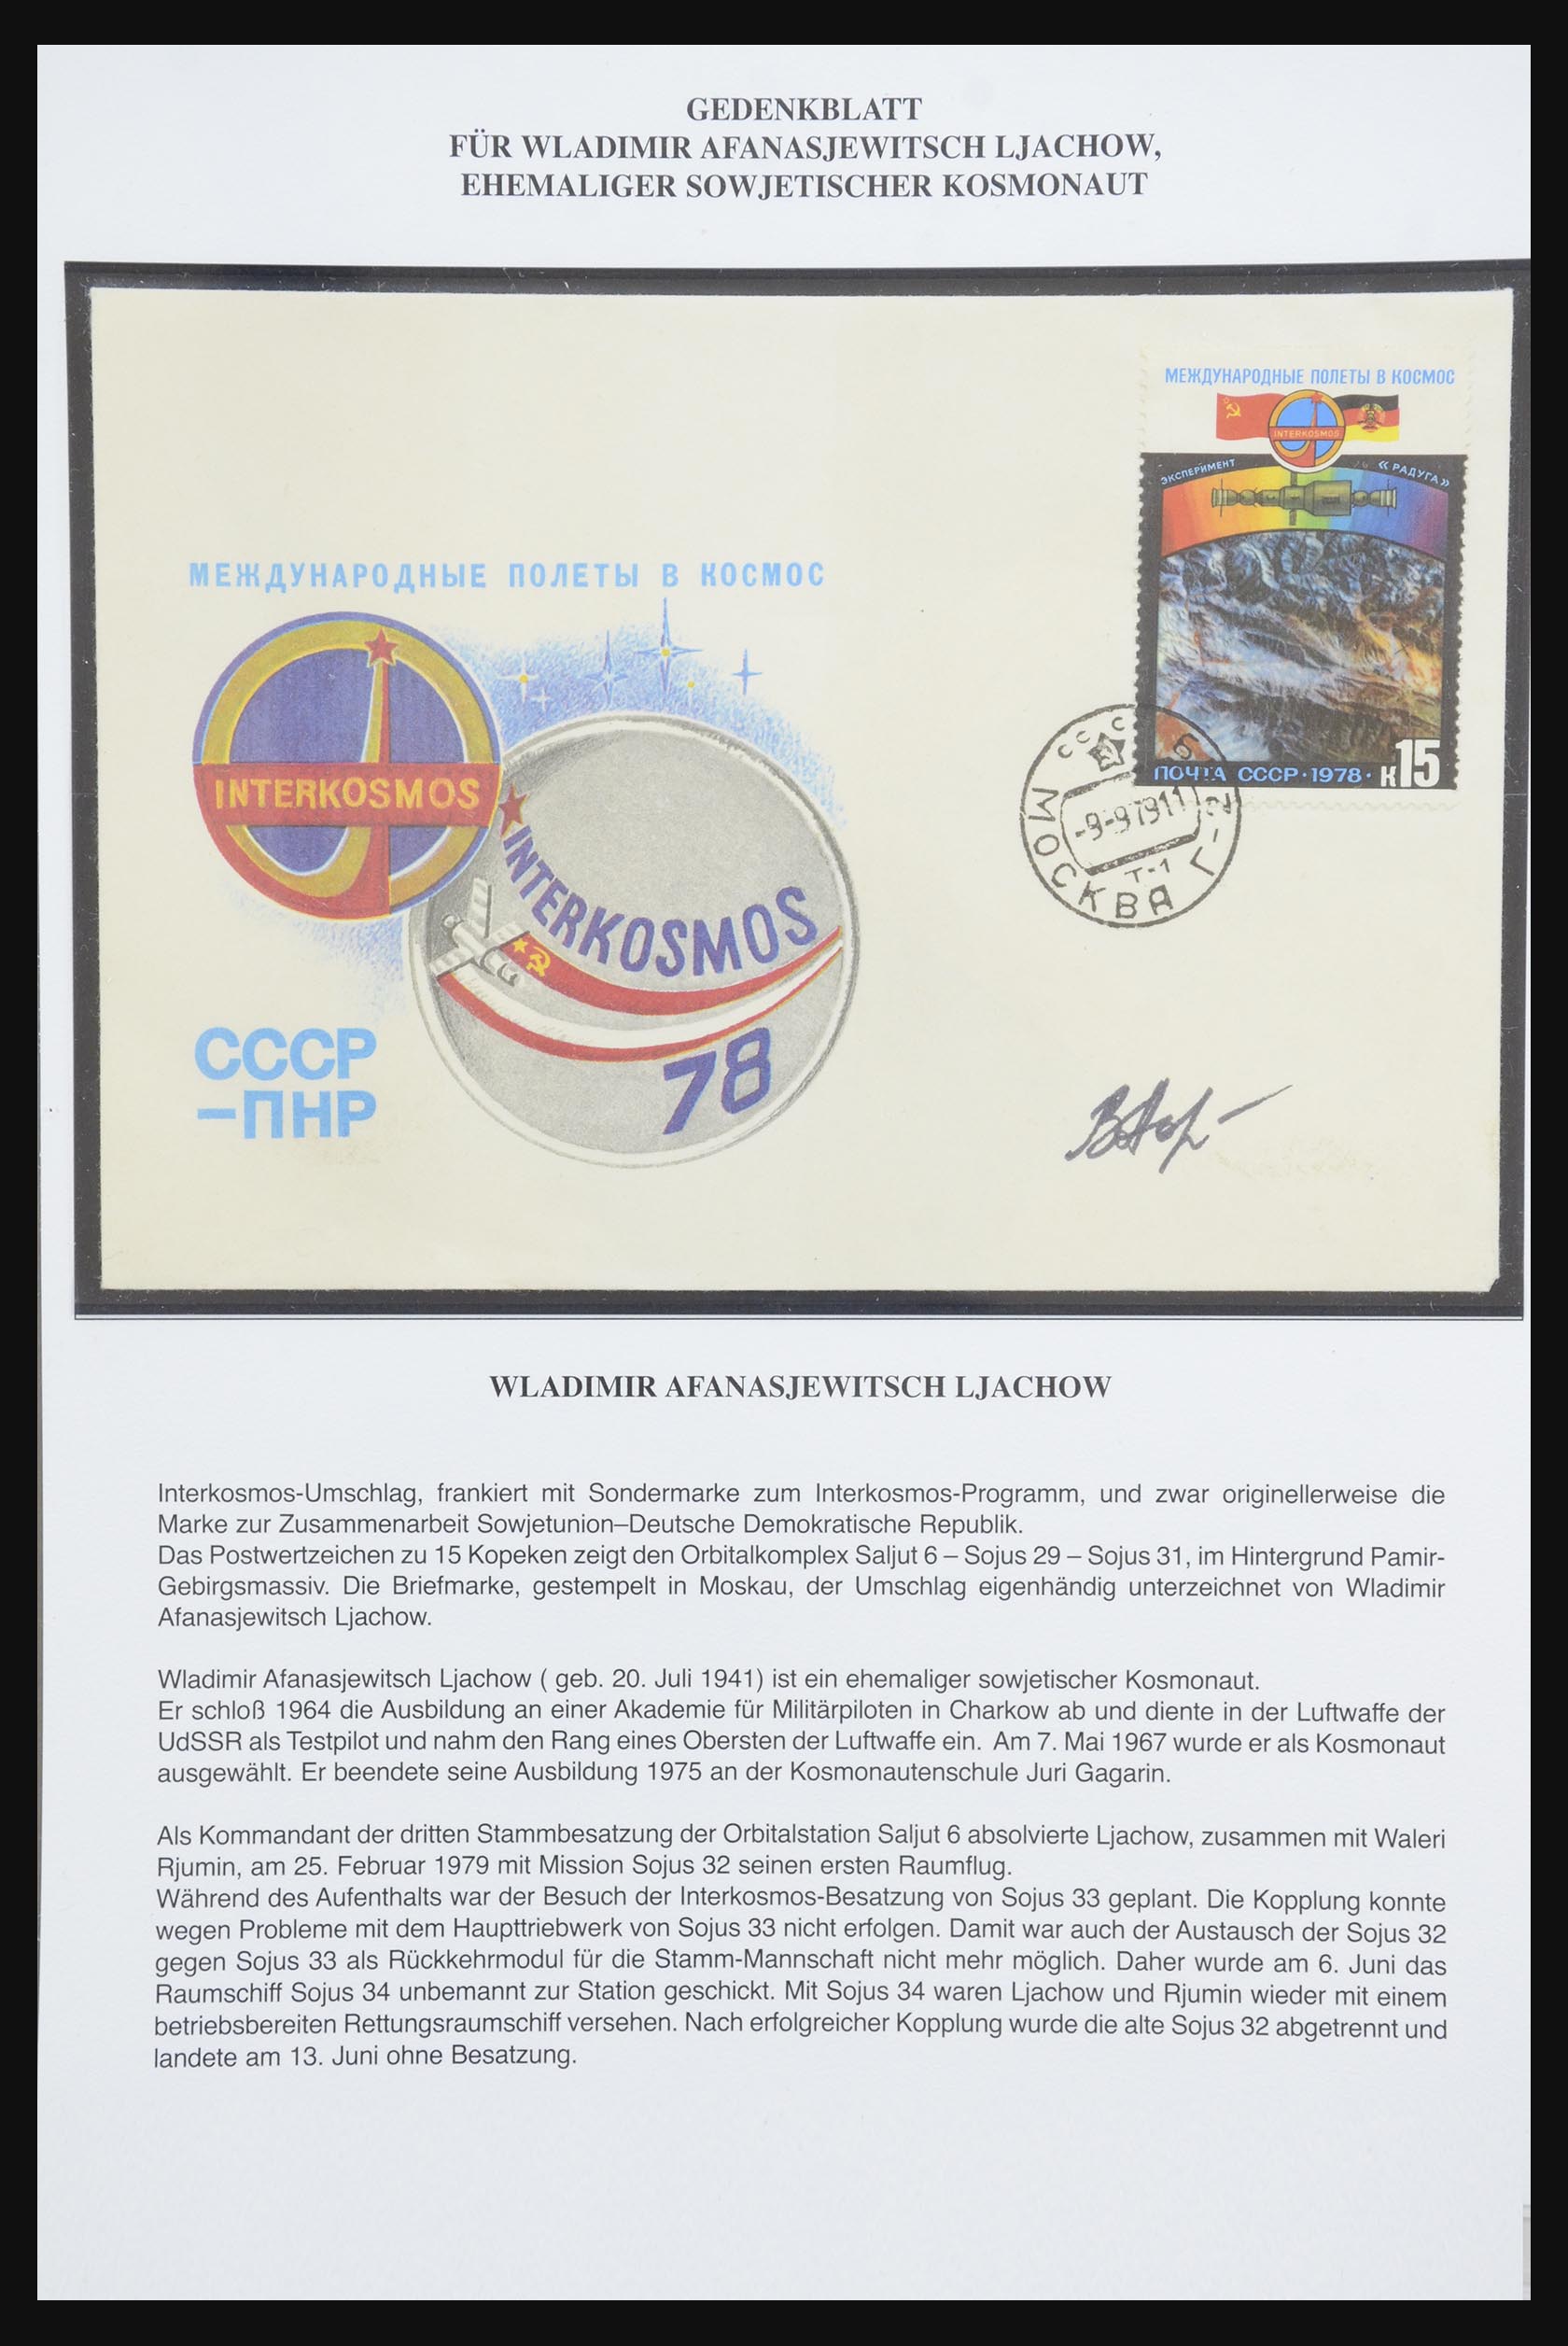 GEDENKBLATT
FÜR WLADIMIR AFANASJEWITSCH LJACHOW,
EHEMALIGER SOWJETISCHER KOSMONAUT
МЕЖДУНАРОДНЫЕ ПОЛЕТЫ В КОСМОС
INTERKOSMOS
ЭКСПЕРИМЕНТ «РАДУГА»
ПОЧТА СССР·1978· К15
СССР
-9-9 79 11
Т-1
МОСКВА Г-2
МЕЖДУНАРОДНЫЕ ПОЛЕТЫ В КОСМОС
INTERKOSMOS
INTERKOSMOS
78
СССР
-ПНР
WLADIMIR AFANASJEWITSCH LJACHOW
Interkosmos-Umschlag, frankiert mit Sondermarke zum Interkosmos-Programm, und zwar originellerweise die
Marke zur Zusammenarbeit Sowjetunion–Deutsche Demokratische Republik.
Das Postwertzeichen zu 15 Kopeken zeigt den Orbitalkomplex Saljut 6 – Sojus 29 – Sojus 31, im Hintergrund Pamir-
Gebirgsmassiv. Die Briefmarke, gestempelt in Moskau, der Umschlag eigenhändig unterzeichnet von Wladimir
Afanasjewitsch Ljachow.
Wladimir Afanasjewitsch Ljachow ( geb. 20. Juli 1941) ist ein ehemaliger sowjetischer Kosmonaut.
Er schloß 1964 die Ausbildung an einer Akademie für Militärpiloten in Charkow ab und diente in der Luftwaffe der
UdSSR als Testpilot und nahm den Rang eines Obersten der Luftwaffe ein. Am 7. Mai 1967 wurde er als Kosmonaut
ausgewählt. Er beendete seine Ausbildung 1975 an der Kosmonautenschule Juri Gagarin.
Als Kommandant der dritten Stammbesatzung der Orbitalstation Saljut 6 absolvierte Ljachow, zusammen mit Waleri
Rjumin, am 25. Februar 1979 mit Mission Sojus 32 seinen ersten Raumflug.
Während des Aufenthalts war der Besuch der Interkosmos-Besatzung von Sojus 33 geplant. Die Kopplung konnte
wegen Probleme mit dem Haupttriebwerk von Sojus 33 nicht erfolgen. Damit war auch der Austausch der Sojus 32
gegen Sojus 33 als Rückkehrmodul für die Stamm-Mannschaft nicht mehr möglich. Daher wurde am 6. Juni das
Raumschiff Sojus 34 unbemannt zur Station geschickt. Mit Sojus 34 waren Ljachow und Rjumin wieder mit einem
betriebsbereiten Rettungsraumschiff versehen. Nach erfolgreicher Kopplung wurde die alte Sojus 32 abgetrennt und
landete am 13. Juni ohne Besatzung.